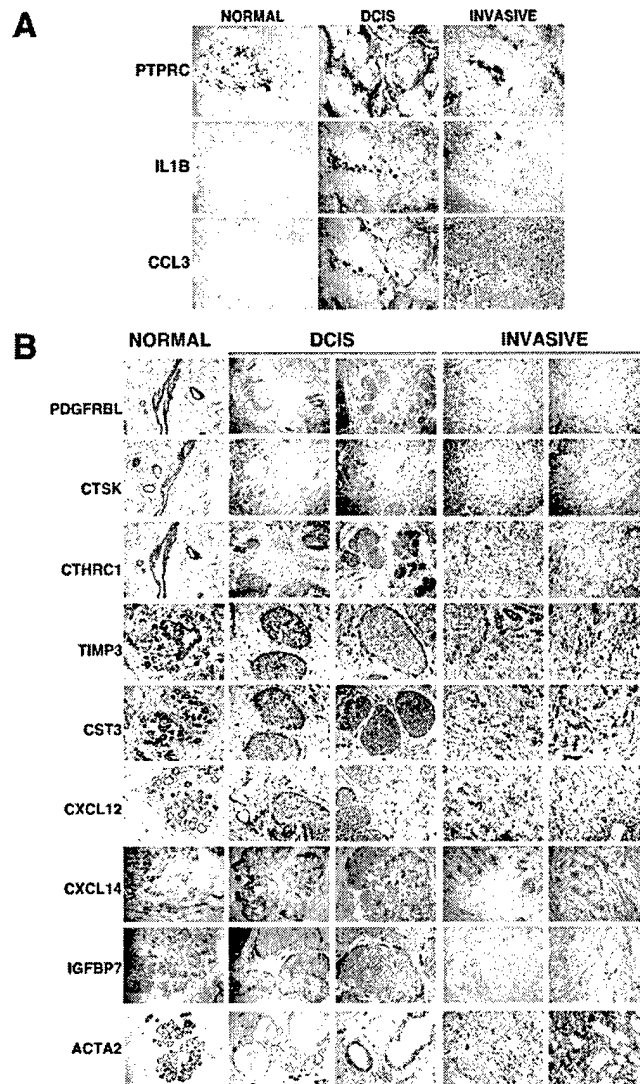 A
NORMAL DCIS INVASIVE
PTPRC
IL1B
CCL3
B
NORMAL DCIS INVASIVE
PDGFRBL
CTSK
CTHRC1
TIMP3
CST3
CXCL12
CXCL14
IGFBP7
ACTA2